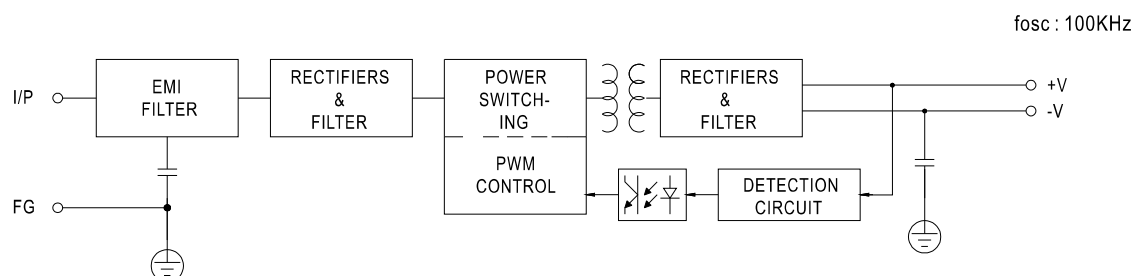 fosc : 100KHz
I/P
EMI
FILTER
RECTIFIERS
&
FILTER
POWER
SWITCH-
ING
PWM
CONTROL
RECTIFIERS
&
FILTER
+V
-V
DETECTION
CIRCUIT
FG